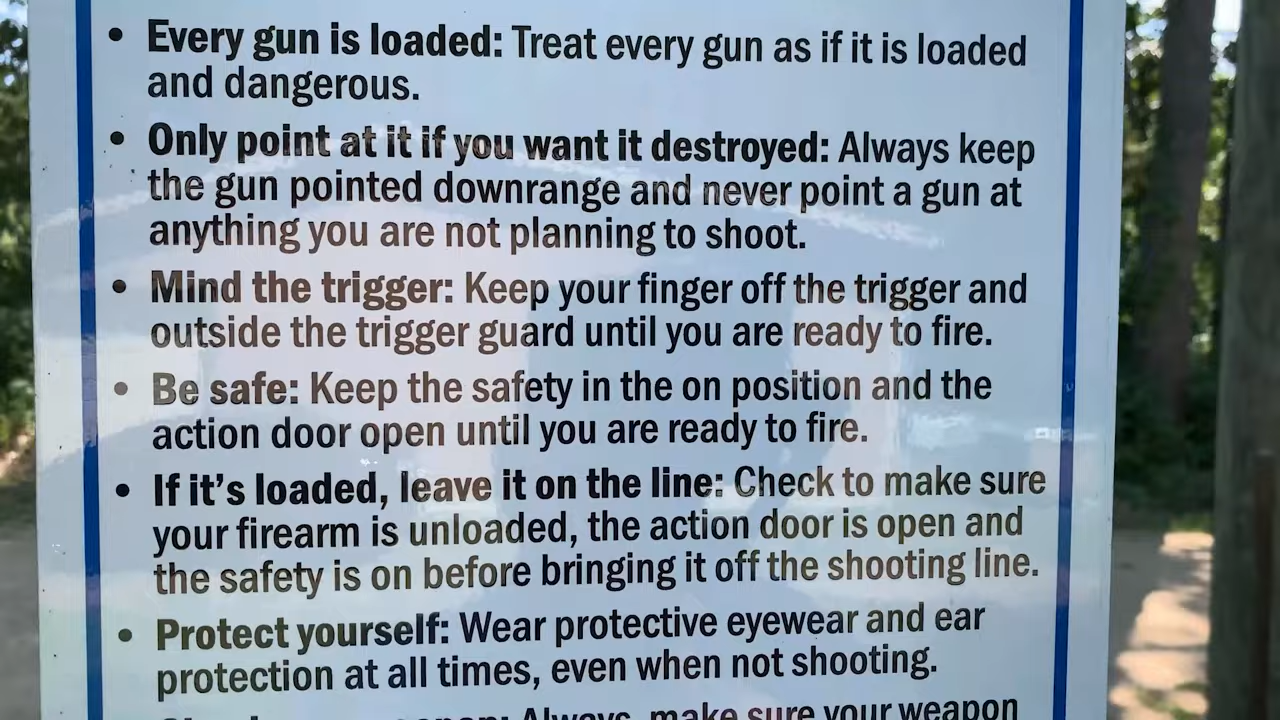 • Every gun is loaded: Treat every gun as if it is loaded
and dangerous.
• Only point at it if you want it destroyed: Always keep
the gun pointed downrange and never point a gun at
anything you are not planning to shoot.
• Mind the trigger: Keep your finger off the trigger and
outside the trigger guard until you are ready to fire.
• Be safe: Keep the safety in the on position and the
action door open until you are ready to fire.
• If it's loaded, leave it on the line: Check to make sure
your firearm is unloaded, the action door is open and
the safety is on before bringing it off the shooting line.
• Protect yourself: Wear protective eyewear and ear
protection at all times, even when not shooting.
Always make sure your weapon